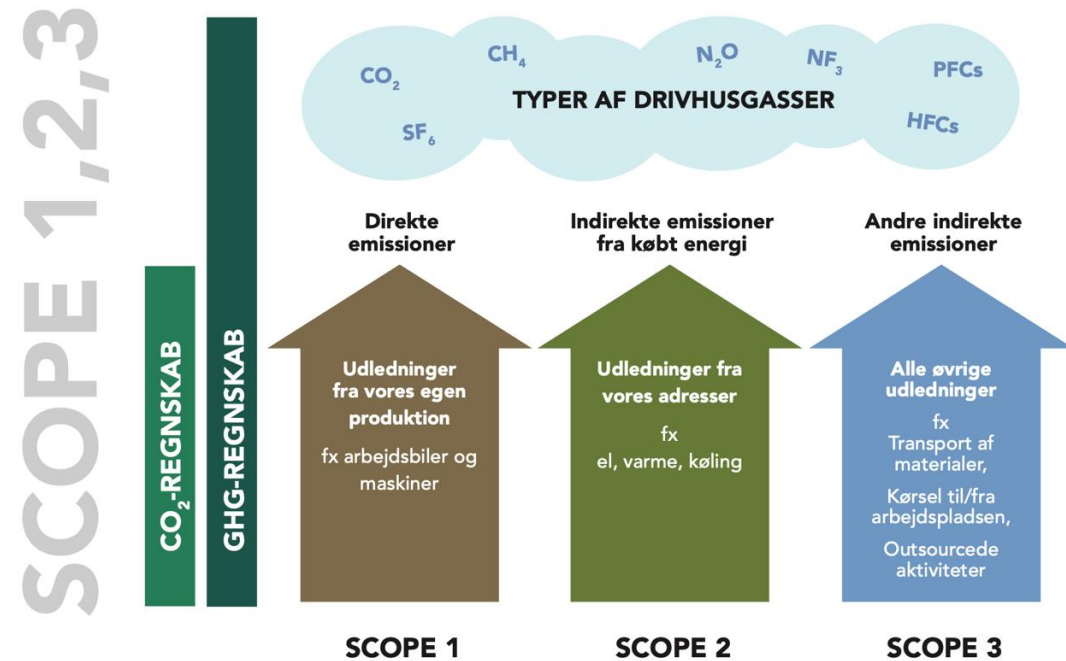 SCOPE 1,2,3
CO₂-REGNSKAB
GHG-REGNSKAB
CO₂
CH₄
N₂O
NF₃
PFCs
TYPER AF DRIVHUSGASSER
SF₆
HFCs
Direkte
emissioner
Udledninger
fra vores egen
produktion
fx arbejdsbiler og
maskiner
SCOPE 1
Indirekte emissioner
fra købt energi
Udledninger fra
vores adresser
fx
el, varme, køling
SCOPE 2
Andre indirekte
emissioner
Alle øvrige
udledninger
fx
Transport af
materialer,
Kørsel til/fra
arbejdspladsen,
Outsourcede
aktiviteter
SCOPE 3